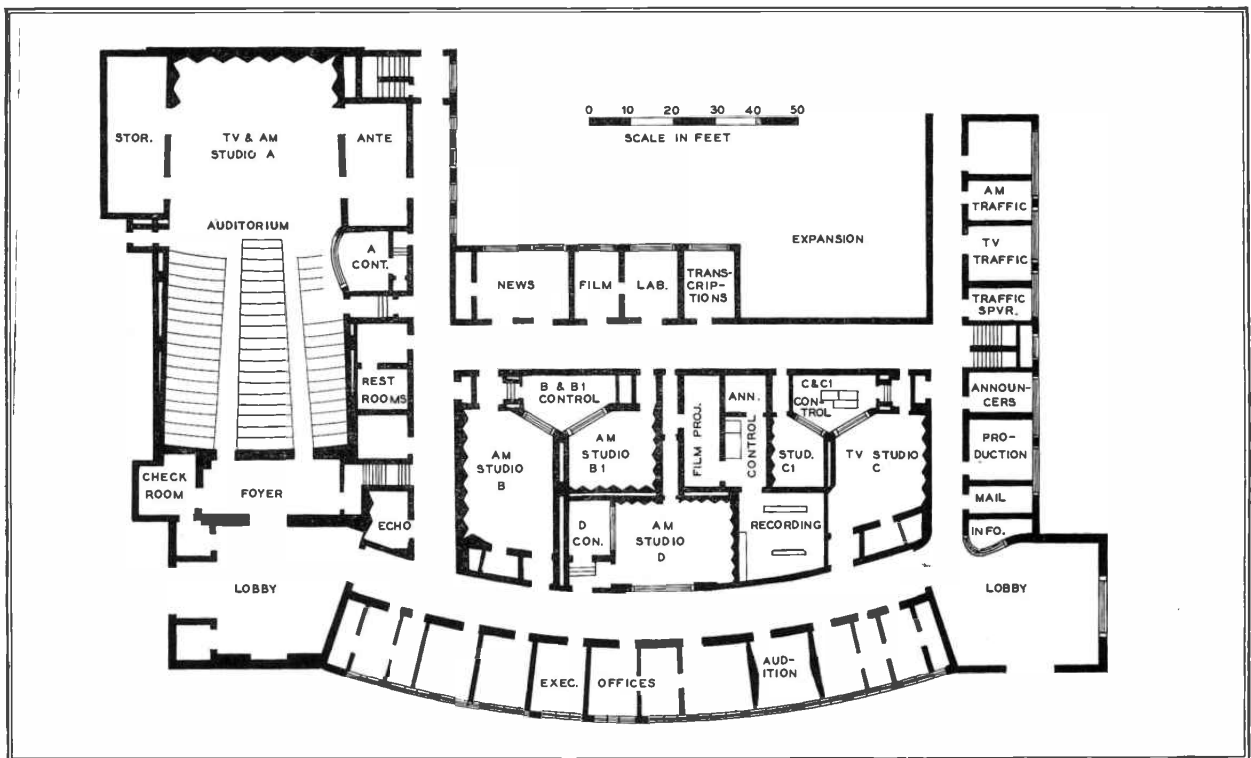 0 10 20 30 40 50
SCALE IN FEET
STOR.
TV & AM
STUDIO A
ANTE
AUDITORIUM
A
CONT.
EXPANSION
AM
TRAFFIC
TV
TRAFFIC
TRAFFIC
SPVR.
NEWS
FILM
LAB.
TRANS-
CRIP-
TIONS
REST
ROOMS
B & B1
CONTROL
AM
STUDIO
B
AM
STUDIO
B1
FILM PROJ.
ANN.
CONTROL
C&C1
CON-
TROL
STUD.
C1
TV STUDIO
C
ANNOUN-
CERS
PRO-
DUCTION
MAIL
INFO.
CHECK
ROOM
FOYER
ECHO
D
CON.
AM
STUDIO
D
RECORDING
LOBBY
LOBBY
EXEC.
OFFICES
AUD-
ITION